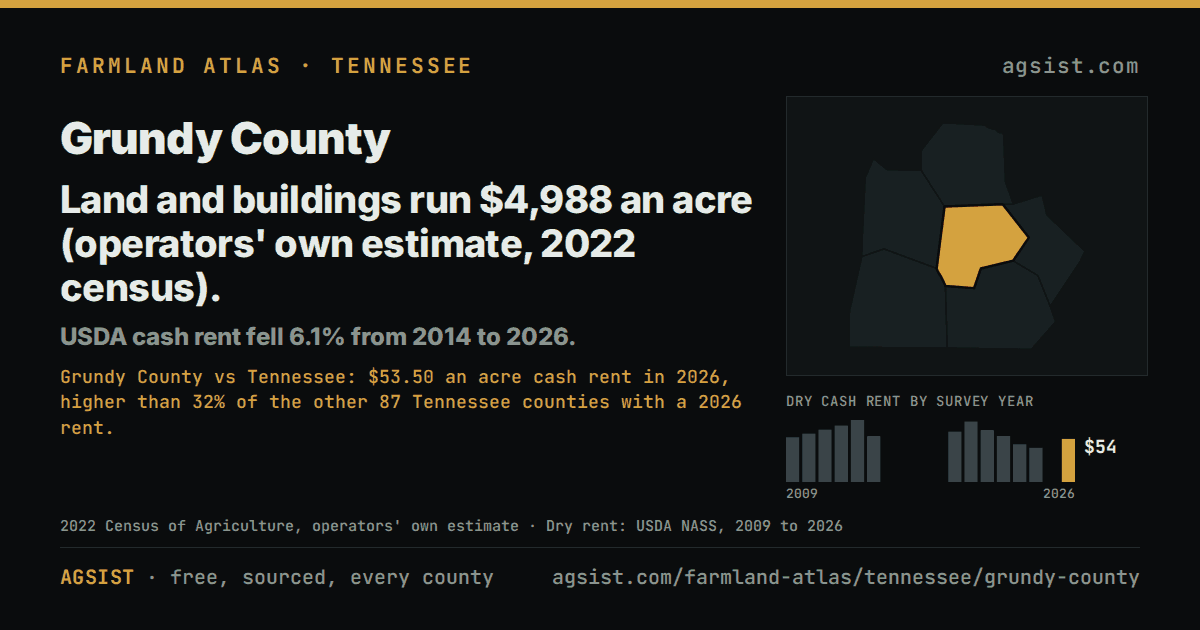 FARMLAND ATLAS · TENNESSEE
agsist.com
Grundy County
Land and buildings run $4,988 an acre
(operators' own estimate, 2022
census).
USDA cash rent fell 6.1% from 2014 to 2026.
Grundy County vs Tennessee: $53.50 an acre cash rent in 2026,
higher than 32% of the other 87 Tennessee counties with a 2026
rent.
DRY CASH RENT BY SURVEY YEAR
$54
2009
2026
2022 Census of Agriculture, operators' own estimate · Dry rent: USDA NASS, 2009 to 2026
AGSIST · free, sourced, every county
agsist.com/farmland-atlas/tennessee/grundy-county